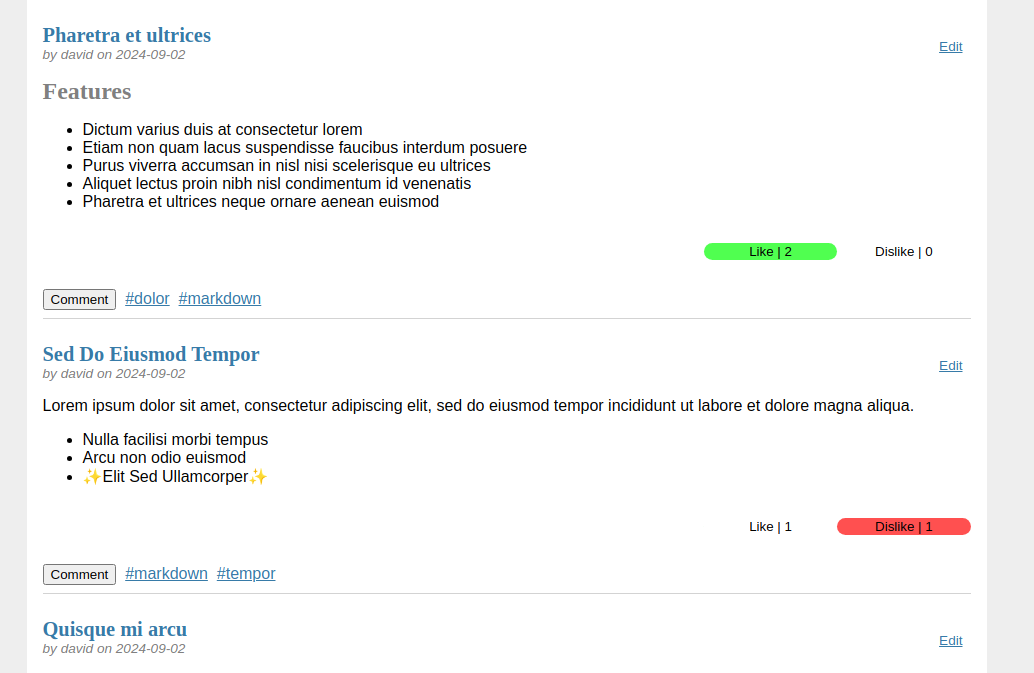 Pharetra et ultrices
by david on 2024-09-02
Edit
Features
Dictum varius duis at consectetur lorem
Etiam non quam lacus suspendisse faucibus interdum posuere
Purus viverra accumsan in nisl nisi scelerisque eu ultrices
Aliquet lectus proin nibh nisl condimentum id venenatis
Pharetra et ultrices neque ornare aenean euismod
Like | 2 Dislike | 0
Comment #dolor #markdown
Sed Do Eiusmod Tempor
by david on 2024-09-02
Edit
Lorem ipsum dolor sit amet, consectetur adipiscing elit, sed do eiusmod tempor incididunt ut labore et dolore magna aliqua.
Nulla facilisi morbi tempus
Arcu non odio euismod
✨Elit Sed Ullamcorper✨
Like | 1 Dislike | 1
Comment #markdown #tempor
Quisque mi arcu
by david on 2024-09-02
Edit